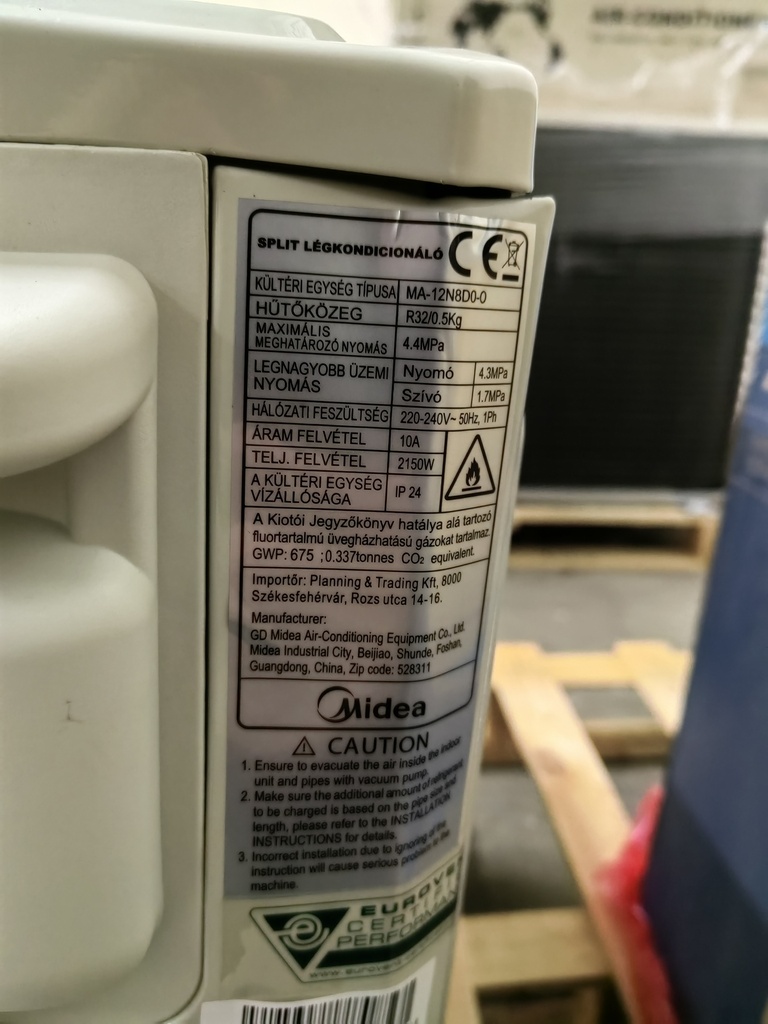 AIR CONDITIONE
SPLIT LÉGKONDICIONÁLÓ CE
KÜLTÉRI EGYSÉG TÍPUSA MA-12N8D0-O
HŰTŐKÖZEG R32/0.5Kg
MAXIMÁLIS
MEGHATÁROZÓ NYOMÁS 4.4MPa
LEGNAGYOBB ÜZEMI
NYOMÁS
Nyomó 4.3MPa
Szívó 1.7MPa
HÁLÓZATI FESZÜLTSÉG 220-240V~ 50Hz, 1Ph
ÁRAM FELVÉTEL 10A
TELJ. FELVÉTEL 2150W
A KÜLTÉRI EGYSÉG
VÍZÁLLÓSÁGA
IP 24
A Kiotói Jegyzőkönyv hatálya alá tartozó
fluortartalmú üvegházhatású gázokat tartalmaz.
GWP: 675 ;0.337tonnes CO₂ equivalent.
Importőr: Planning & Trading Kft, 8000
Székesfehérvár, Rozs utca 14-16.
Manufacturer:
GD Midea Air-Conditioning Equipment Co., Ltd.
Midea Industrial City, Beijiao, Shunde, Foshan,
Guangdong, China, Zip code: 528311
Midea
CAUTION
1. Ensure to evacuate the air inside the indoor
unit and pipes with vacuum pump.
2. Make sure the additional amount of refrigerant
to be charged is based on the pipe size and
length, please refer to the INSTALLATION
INSTRUCTIONS for details.
3. Incorrect installation due to ignoring of the
instruction will cause serious problem to the
machine.
EUROVE
CERTIFI
PERFORMA
www.eurovent